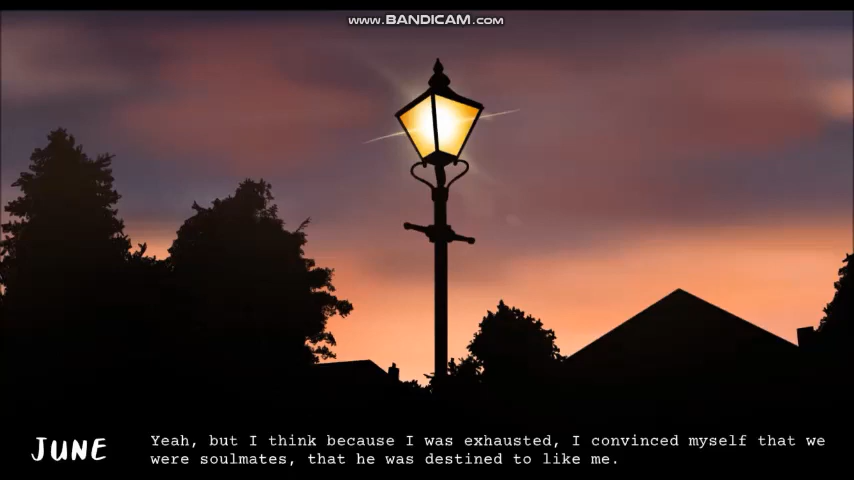 www.BANDICAM.com
JUNE
Yeah, but I think because I was exhausted, I convinced myself that we
were soulmates, that he was destined to like me.